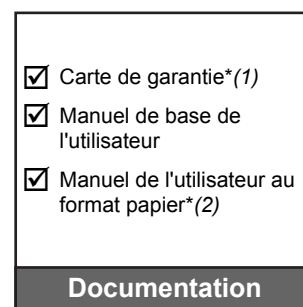 Carte de garantie*(1)
Manuel de base de
l'utilisateur
Manuel de l'utilisateur au
format papier*(2)
Documentation